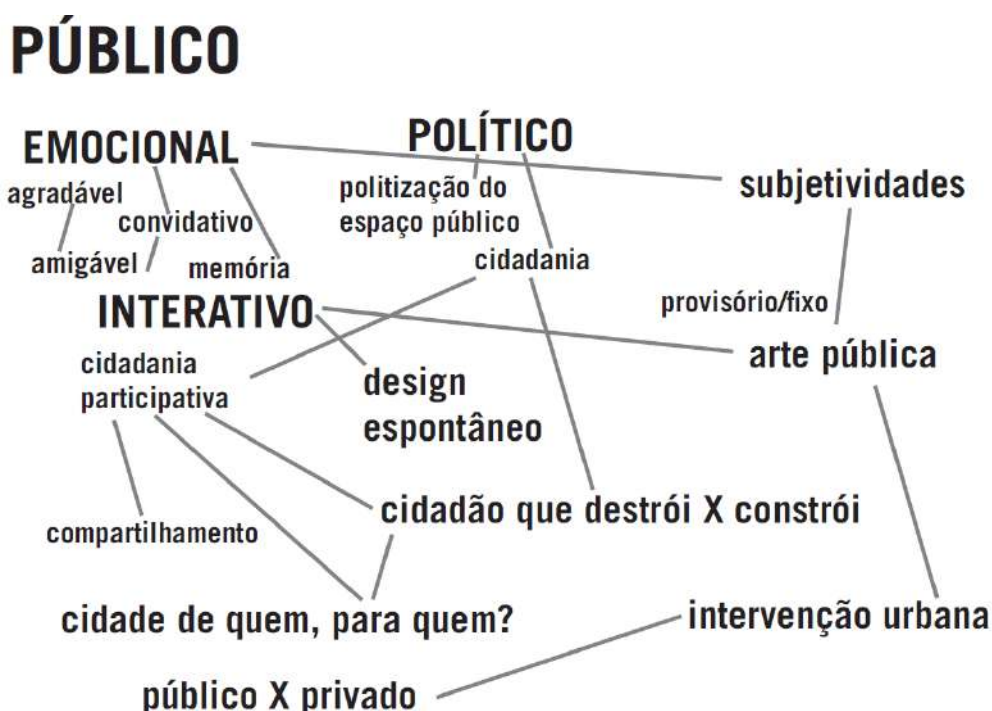 PÚBLICO
EMOCIONAL
POLÍTICO
agradável
politização do
espaço público
subjetividades
convidativo
amigável
memória
cidadania
INTERATIVO
provisório/fixo
cidadania
participativa
design
espontâneo
arte pública
cidadão que destrói X constrói
compartilhamento
cidade de quem, para quem?
intervenção urbana
público X privado